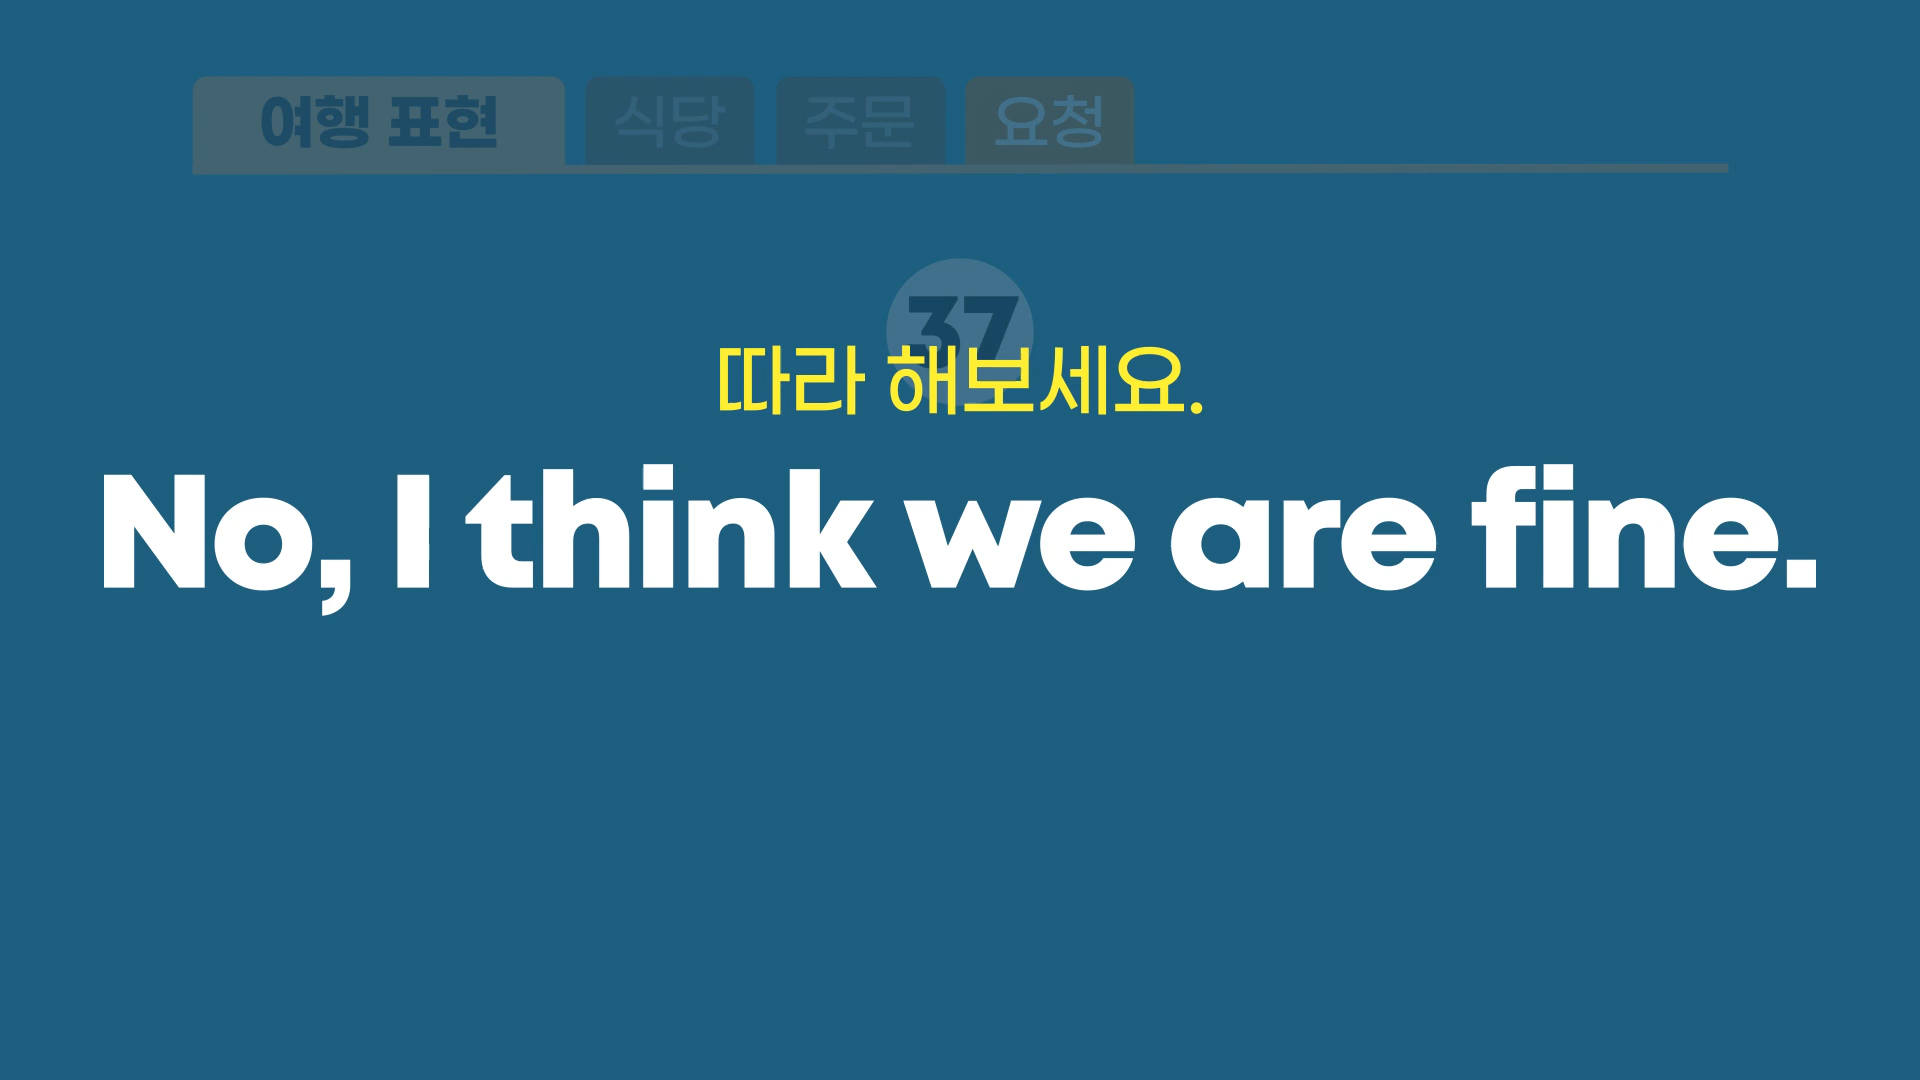 여행 표현 식당 주문 요청
37
따라 해보세요.
No, I think we are fine.